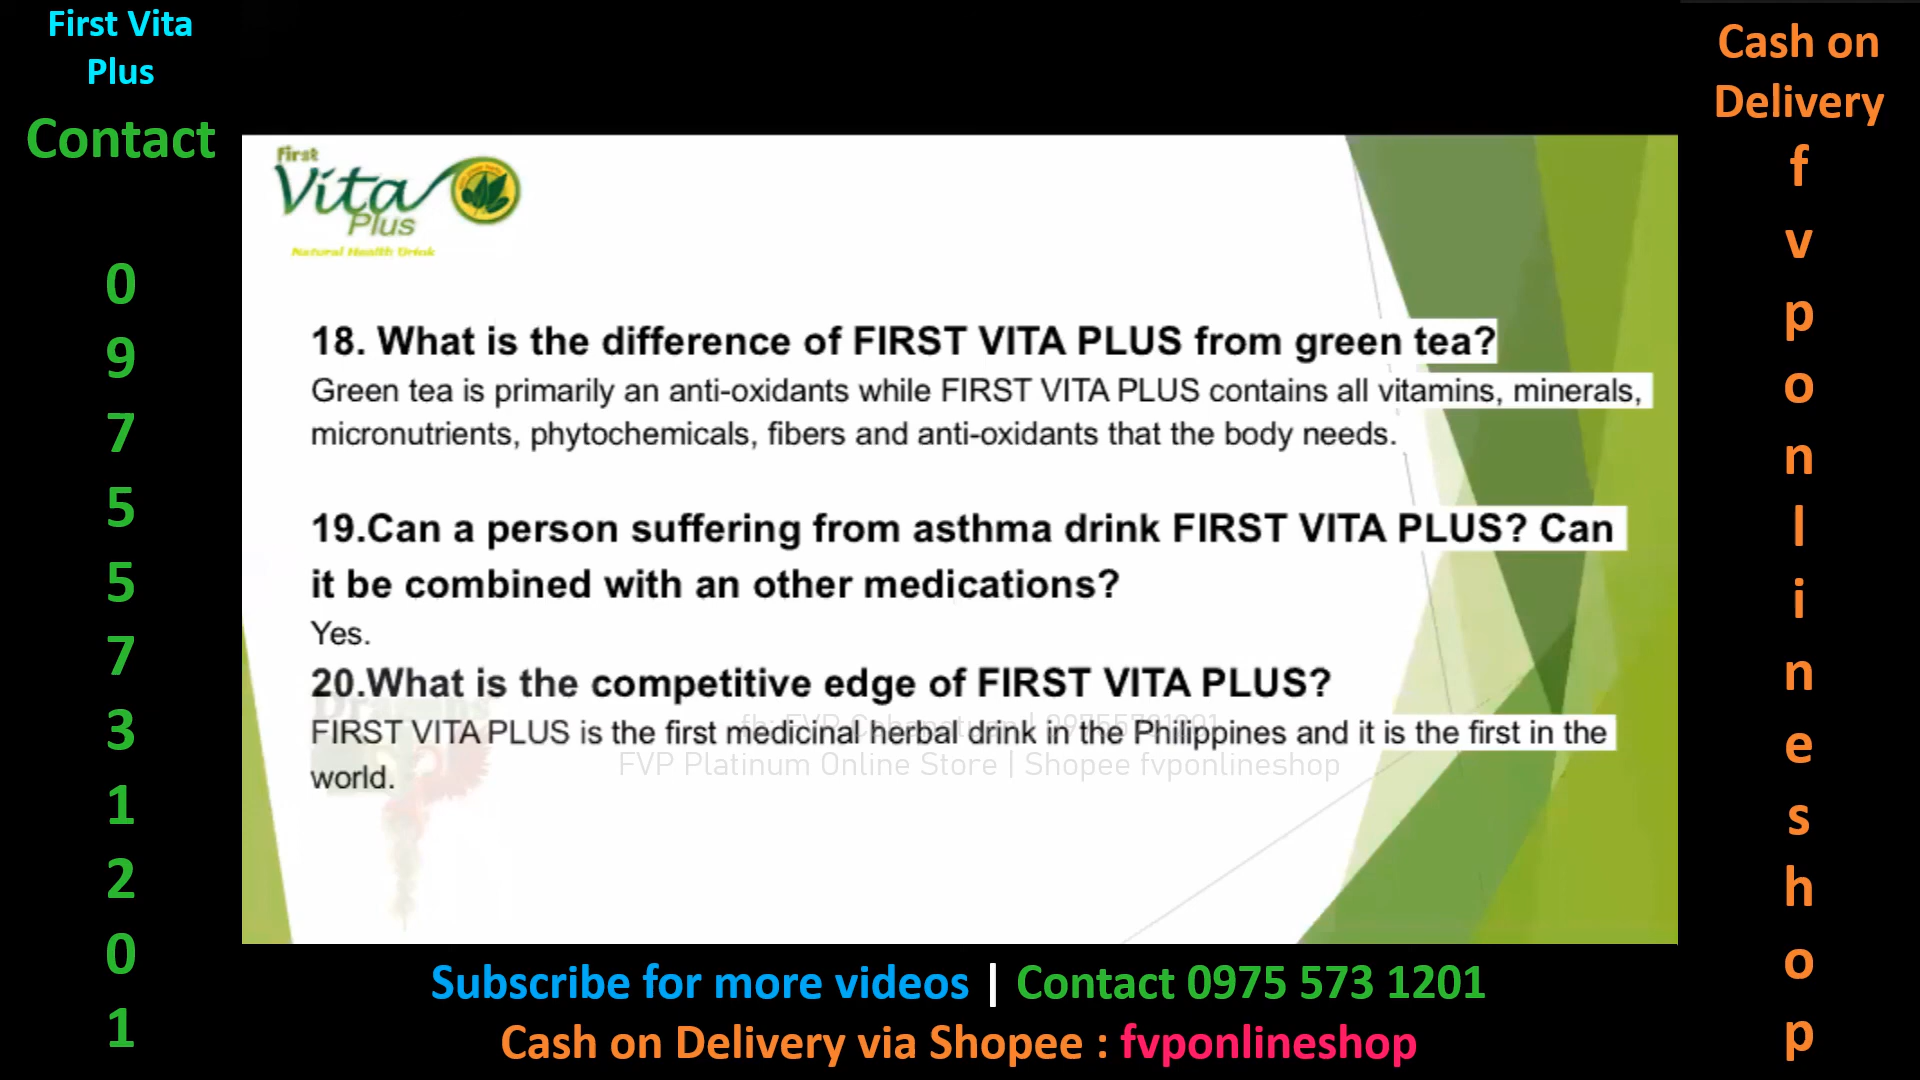 First Vita
Plus
Contact
0
9
7
5
5
7
3
1
2
0
1
First
Vita
Plus
Natural Health Drink
18. What is the difference of FIRST VITA PLUS from green tea?
Green tea is primarily an anti-oxidants while FIRST VITA PLUS contains all vitamins, minerals,
micronutrients, phytochemicals, fibers and anti-oxidants that the body needs.
19.Can a person suffering from asthma drink FIRST VITA PLUS? Can
it be combined with an other medications?
Yes.
20.What is the competitive edge of FIRST VITA PLUS?
FIRST VITA PLUS is the first medicinal herbal drink in the Philippines and it is the first in the
world.
FVP Platinum Online Store | Shopee fvponlineshop
Cash on
Delivery
f
v
p
o
n
l
i
n
e
s
h
o
p
Subscribe for more videos | Contact 0975 573 1201
Cash on Delivery via Shopee : fvponlineshop